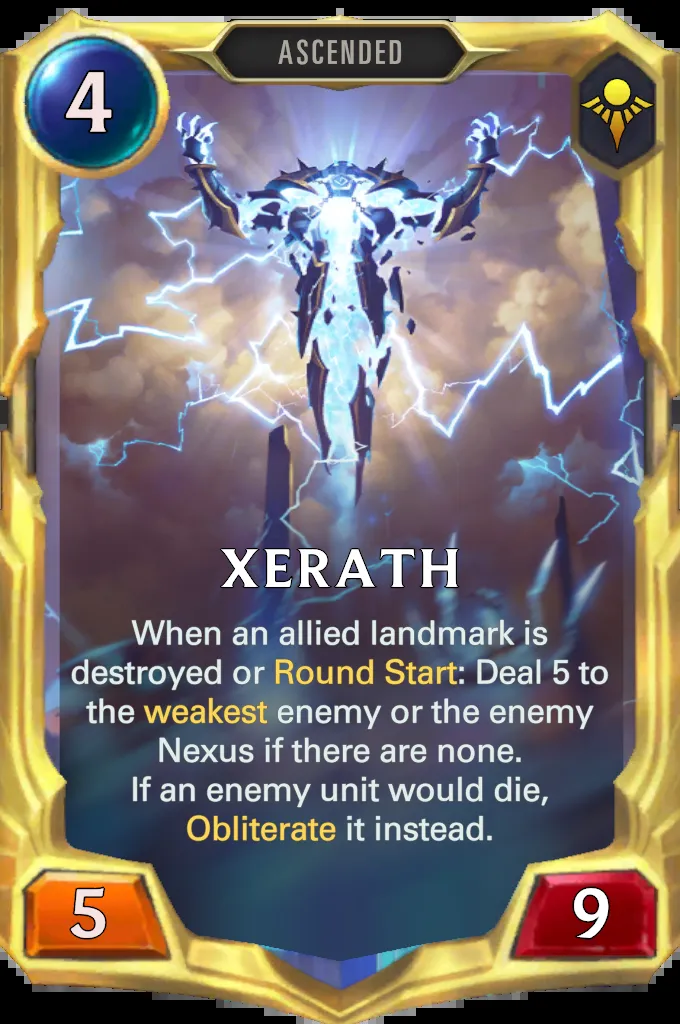 ASCENDED
4
XERATH
When an allied landmark is
destroyed or Round Start: Deal 5 to
the weakest enemy or the enemy
Nexus if there are none.
If an enemy unit would die,
Obliterate it instead.
5
9